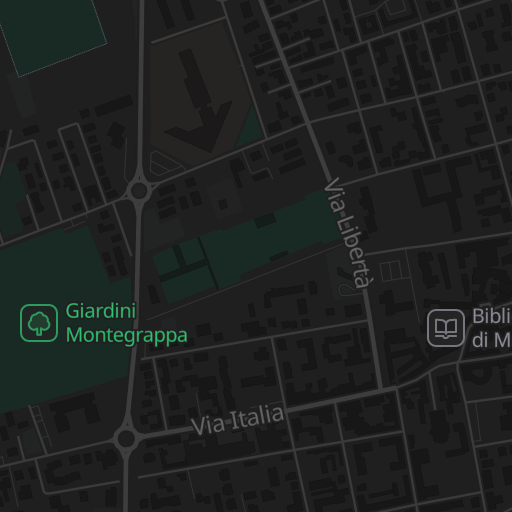 Via Libertà
Giardini
Montegrappa
Bibli
di M
Via Italia